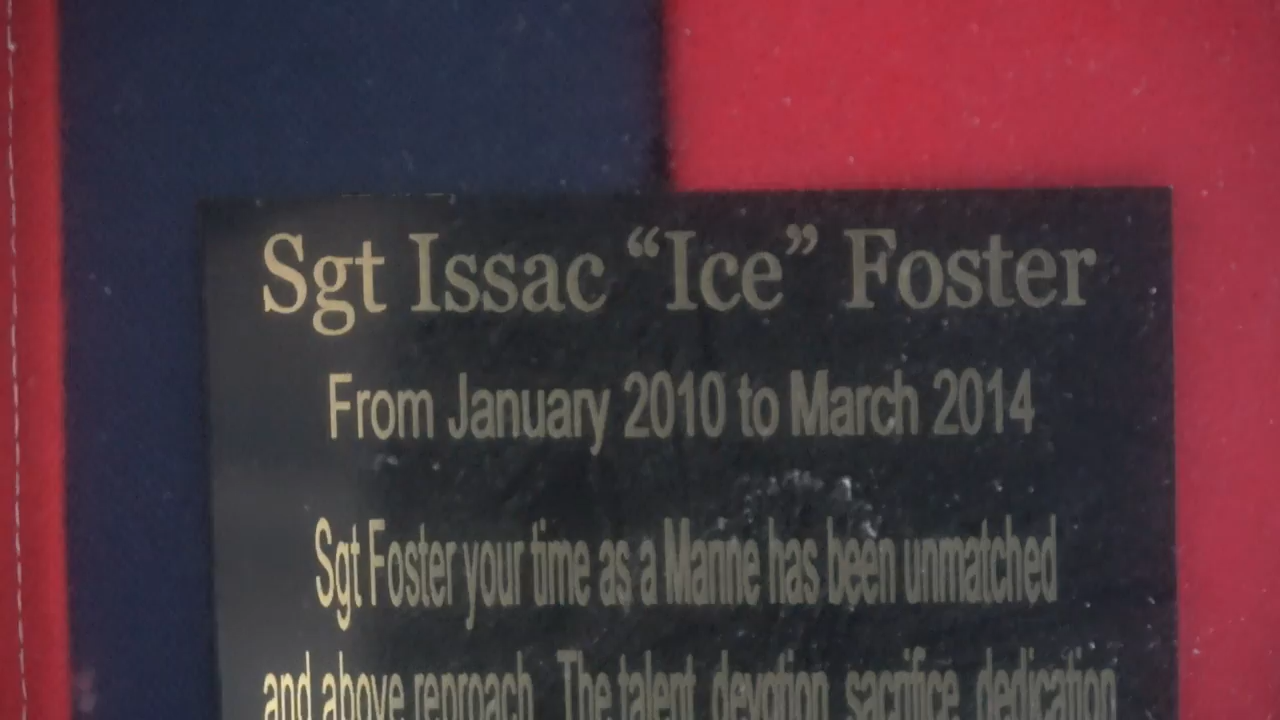 Sgt Issac “Ice” Foster
From January 2010 to March 2014
Sgt Foster your time as a Marine has been unmatched
and above reproach. The talent, devotion, sacrifice, dedication